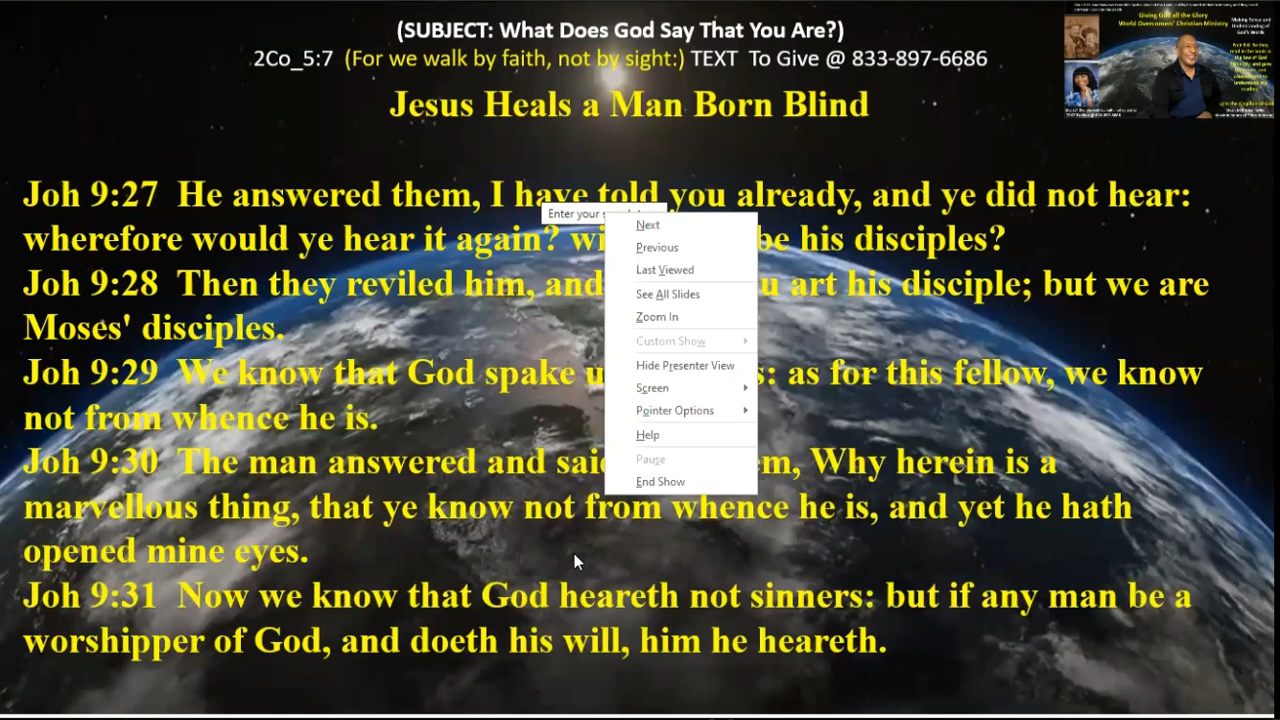 (SUBJECT: What Does God Say That You Are?)
2Co_5:7 (For we walk by faith, not by sight:) TEXT To Give @ 833-897-6686
Jesus Heals a Man Born Blind
Giving God all the Glory
World Overcomers' Christian Ministry
Making Sense and
Understanding of
God's Words
Joh 9:27 He answered them, I have told you already, and ye did not hear:
wherefore would ye hear it again? be his disciples?
Joh 9:28 Then they reviled him, and art his disciple; but we are
Moses' disciples.
Joh 9:29 We know that God spake as for this fellow, we know
not from whence he is.
Joh 9:30 The man answered and Why herein is a
marvellous thing, that ye know not from whence he is, and yet he hath
opened mine eyes.
Joh 9:31 Now we know that God heareth not sinners: but if any man be a
worshipper of God, and doeth his will, him he heareth.
Enter your
Next
Previous
Last Viewed
See All Slides
Zoom In
Custom Show
Hide Presenter View
Screen
Pointer Options
Help
Pause
End Show